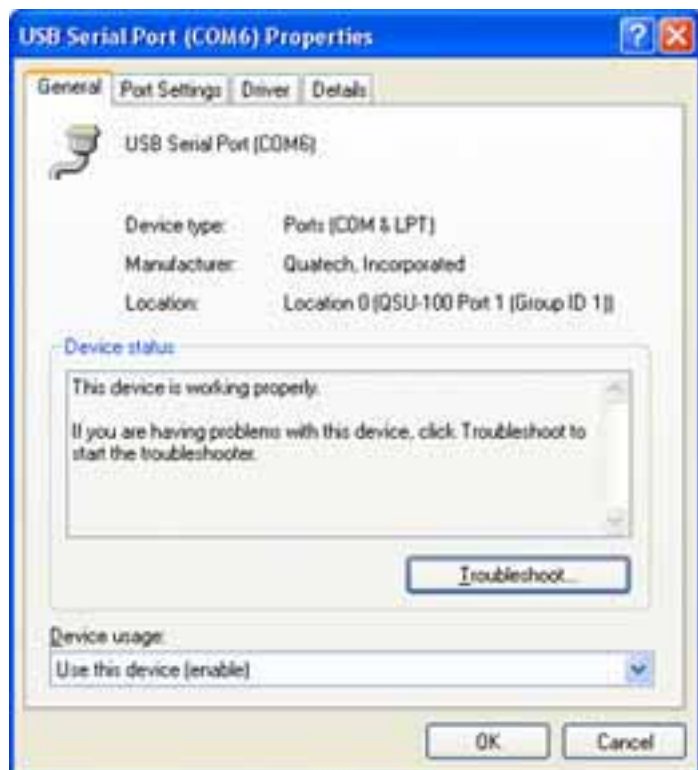 USB Serial Port (COM6) Properties
General Port Settings Driver Details
USB Serial Port (COM6)
Device type: Ports (COM & LPT)
Manufacturer: Quatech, Incorporated
Location: Location 0 (QSU-100 Port 1 (Group ID 1))
Device status
This device is working properly.
If you are having problems with this device, click Troubleshoot to
start the troubleshooter.
Troubleshoot...
Device usage:
Use this device (enable)
OK Cancel